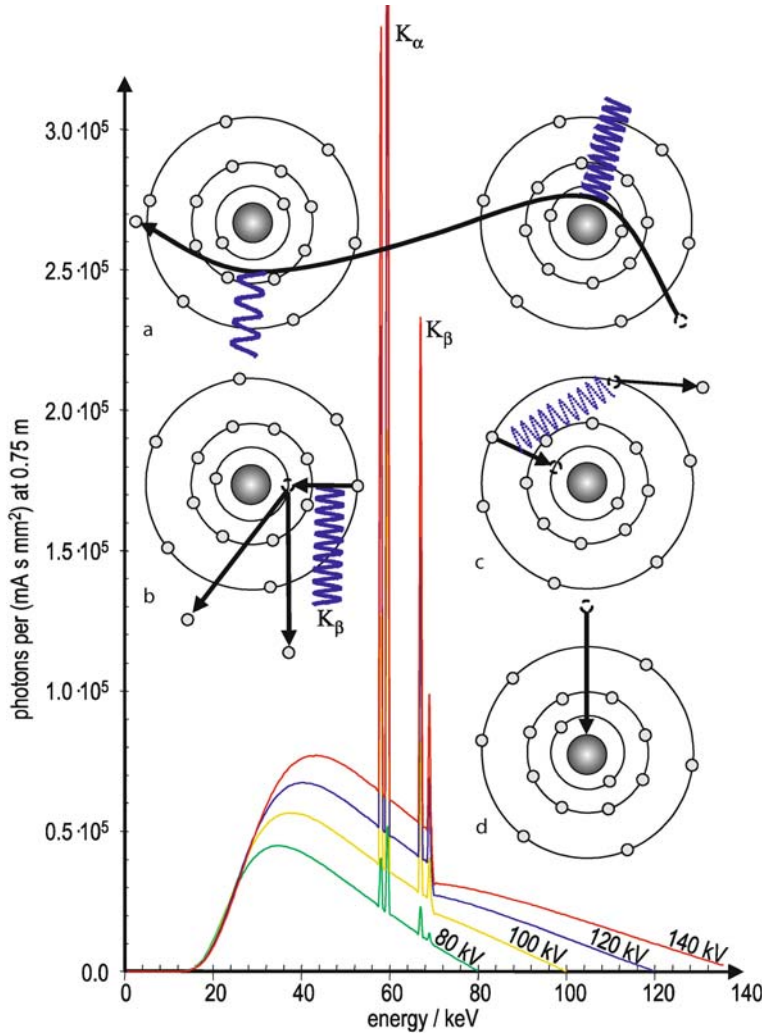 Kα
3.0·10⁵
2.5·10⁵
a
Kβ
2.0·10⁵
c
1.5·10⁵
b
Kβ
1.0·10⁵
d
0.5·10⁵
80 kV
100 kV
120 kV
140 kV
0.0
0 20 40 60 80 100 120 140
energy / keV
photons per (mA s mm²) at 0.75 m